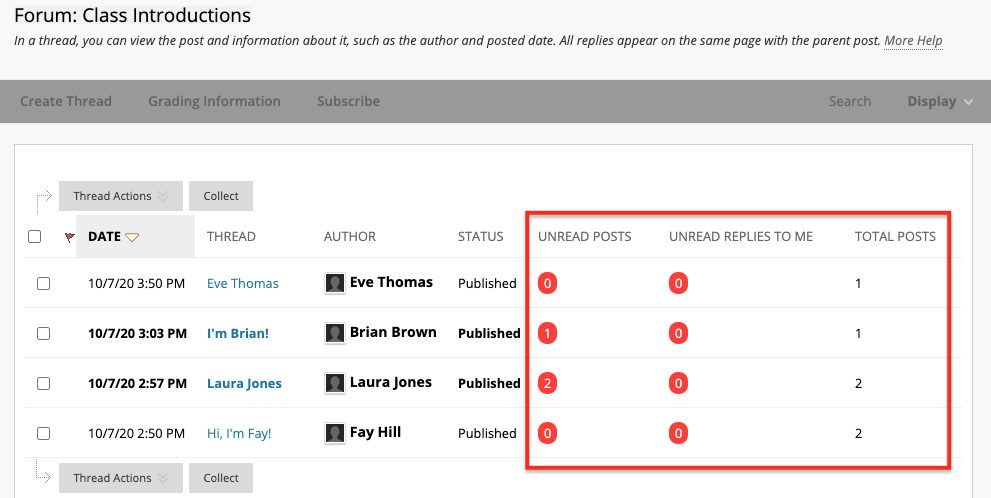 Forum: Class Introductions
In a thread, you can view the post and information about it, such as the author and posted date. All replies appear on the same page with the parent post. More Help
Create Thread Grading Information Subscribe Search Display
Thread Actions Collect
DATE THREAD AUTHOR STATUS UNREAD POSTS UNREAD REPLIES TO ME TOTAL POSTS
10/7/20 3:50 PM Eve Thomas Eve Thomas Published 0 0 1
10/7/20 3:03 PM I'm Brian! Brian Brown Published 1 0 1
10/7/20 2:57 PM Laura Jones Laura Jones Published 2 0 2
10/7/20 2:50 PM Hi, I'm Fay! Fay Hill Published 0 0 2
Thread Actions Collect